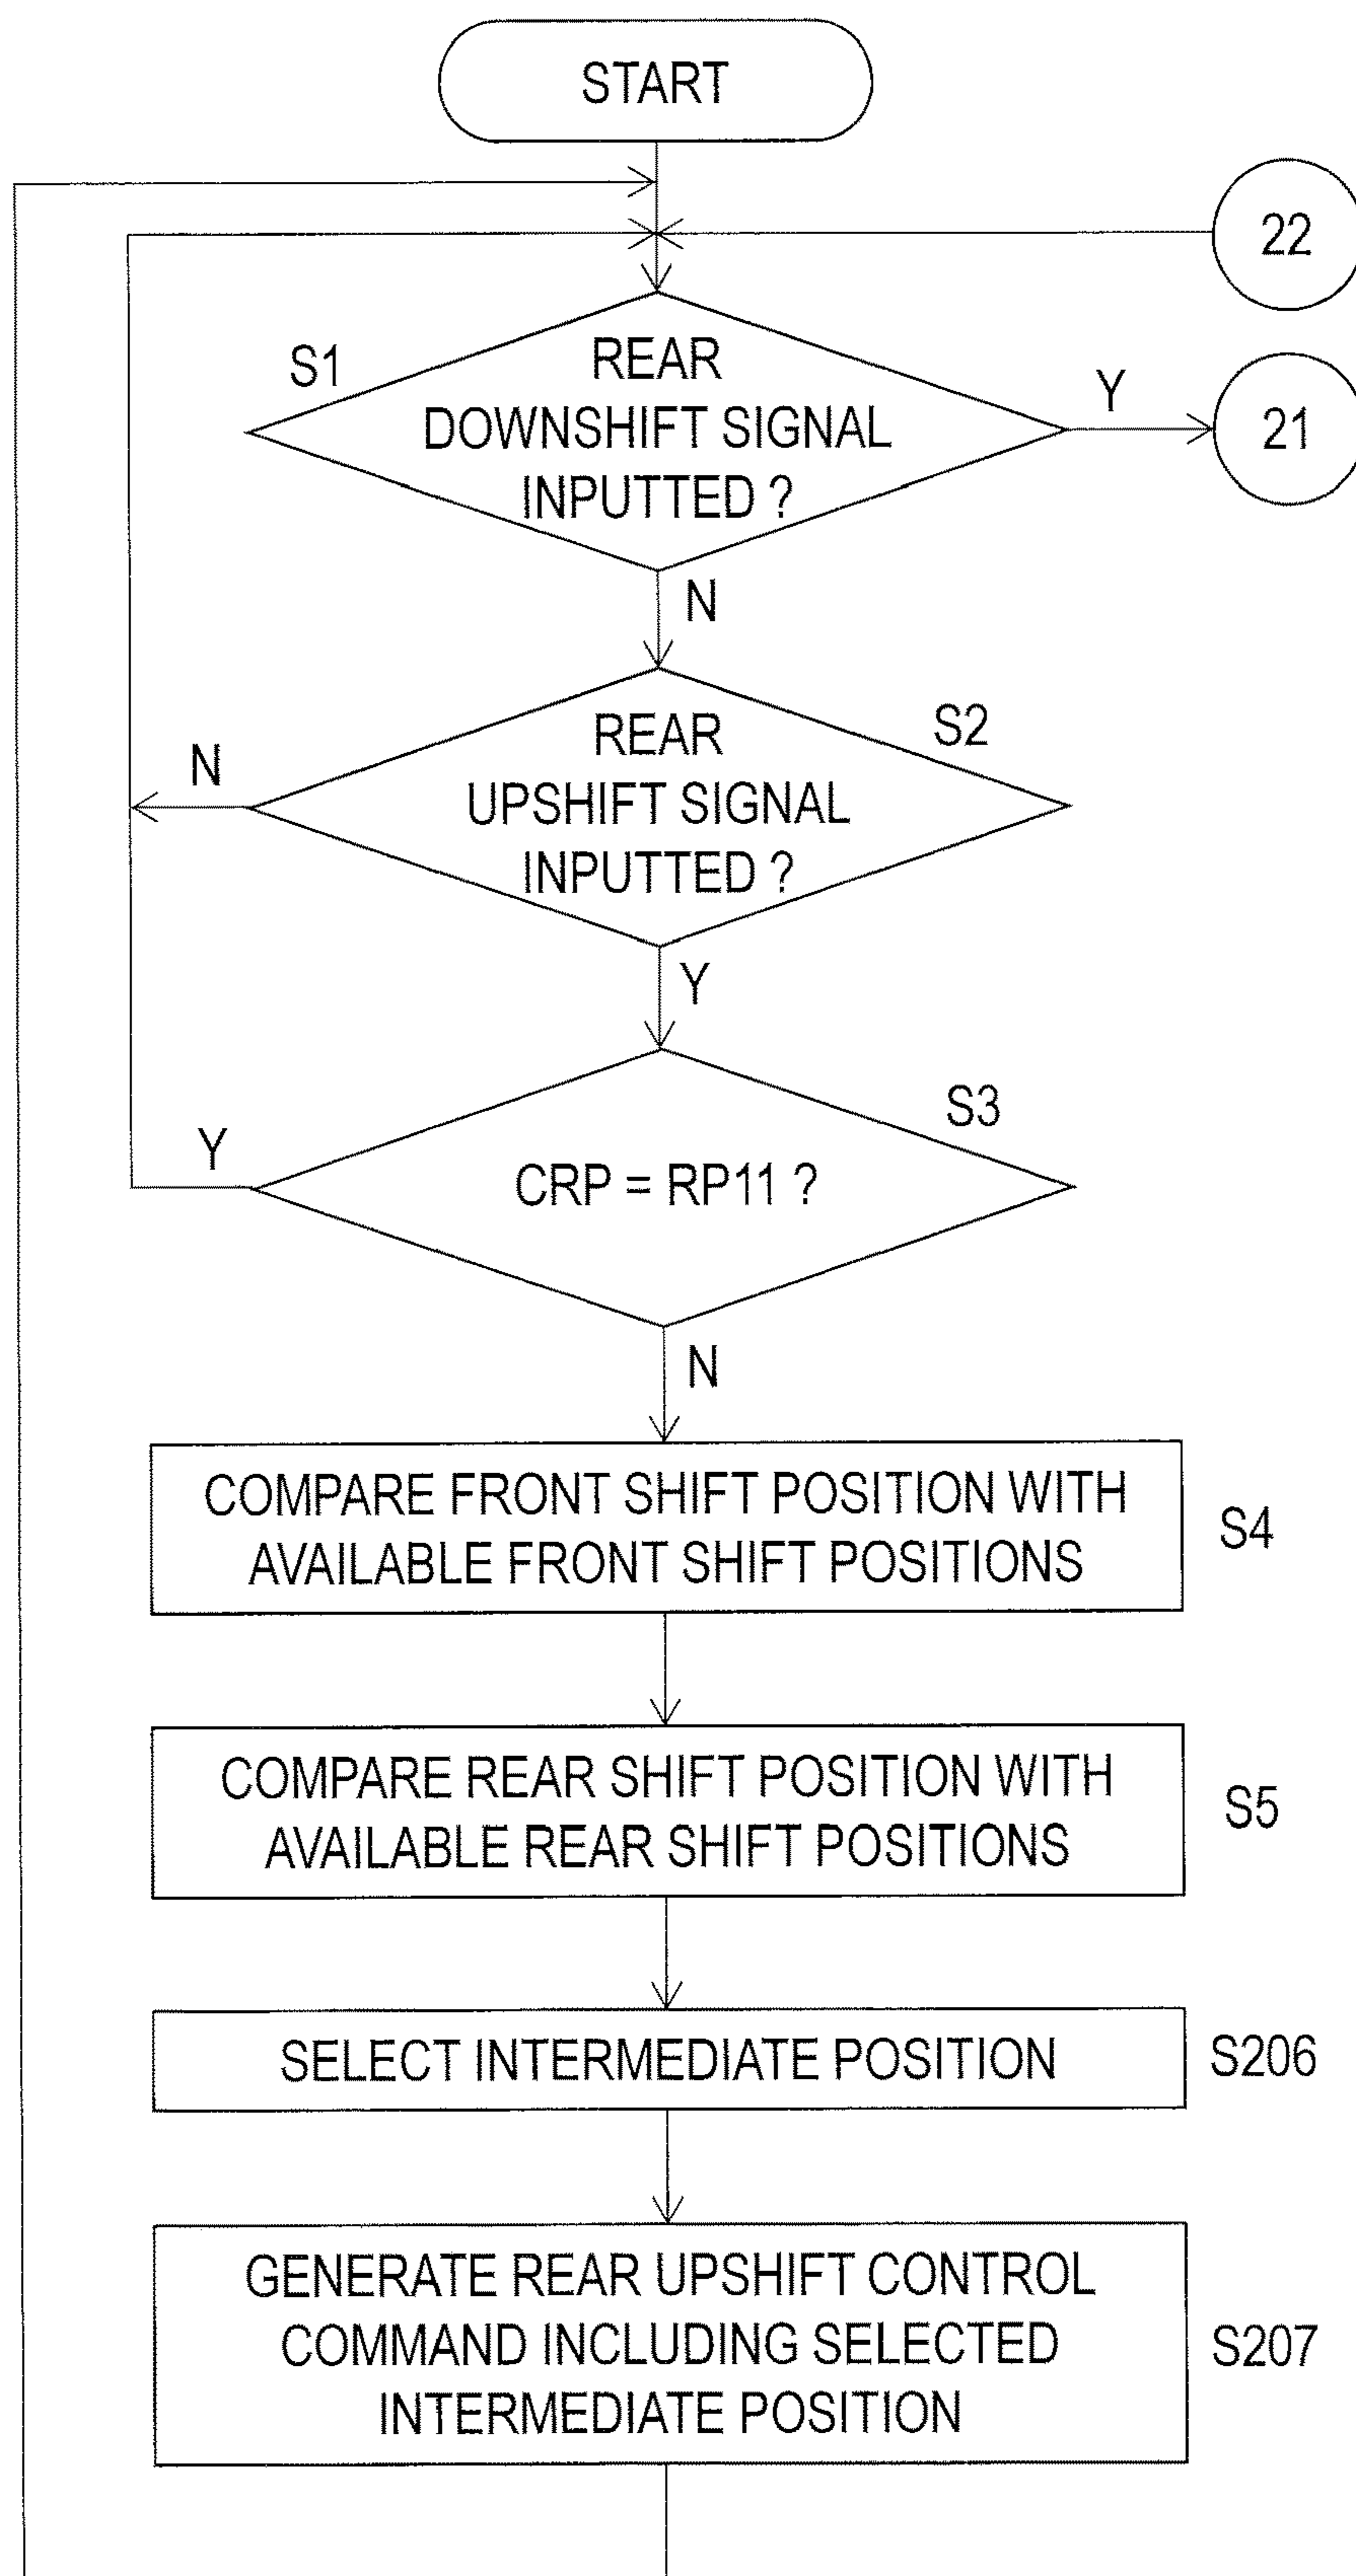 START
22
S1
REAR
DOWNSHIFT SIGNAL
INPUTTED ?
Y
21
N
S2
REAR
UPSHIFT SIGNAL
INPUTTED ?
N
Y
S3
CRP = RP11 ?
Y
N
COMPARE FRONT SHIFT POSITION WITH
AVAILABLE FRONT SHIFT POSITIONS
S4
COMPARE REAR SHIFT POSITION WITH
AVAILABLE REAR SHIFT POSITIONS
S5
SELECT INTERMEDIATE POSITION
S206
GENERATE REAR UPSHIFT CONTROL
COMMAND INCLUDING SELECTED
INTERMEDIATE POSITION
S207